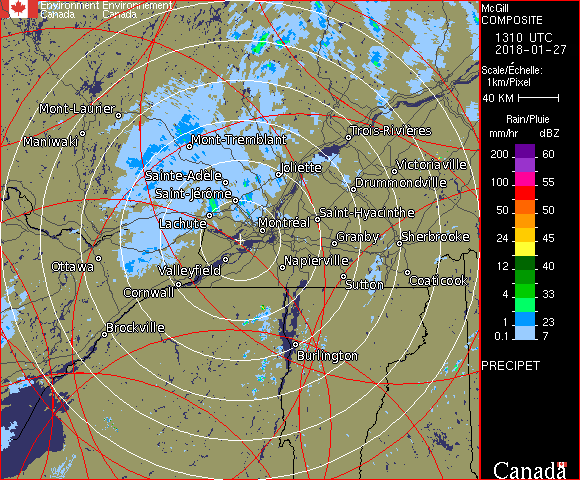 Environment Environnement
Canada Canada
McGill
COMPOSITE
1310 UTC
2018-01-27
Scale/Échelle:
1km/Pixel
40 KM
Rain/Pluie
mm/hr dBZ
200 60
150 57
100 55
50 50
24 45
12 40
4 33
1 23
0.1 7
PRECIPET
Canada
Mont-Laurier
Maniwaki
Mont-Tremblant
Trois-Rivières
Sainte-Adèle
Joliette
Victoriaville
Saint-Jérôme
Drummondville
Lachute
Montréal
Saint-Hyacinthe
Granby
Sherbrooke
Ottawa
Valleyfield
Napierville
Cornwall
Sutton
Coaticook
Brockville
Burlington